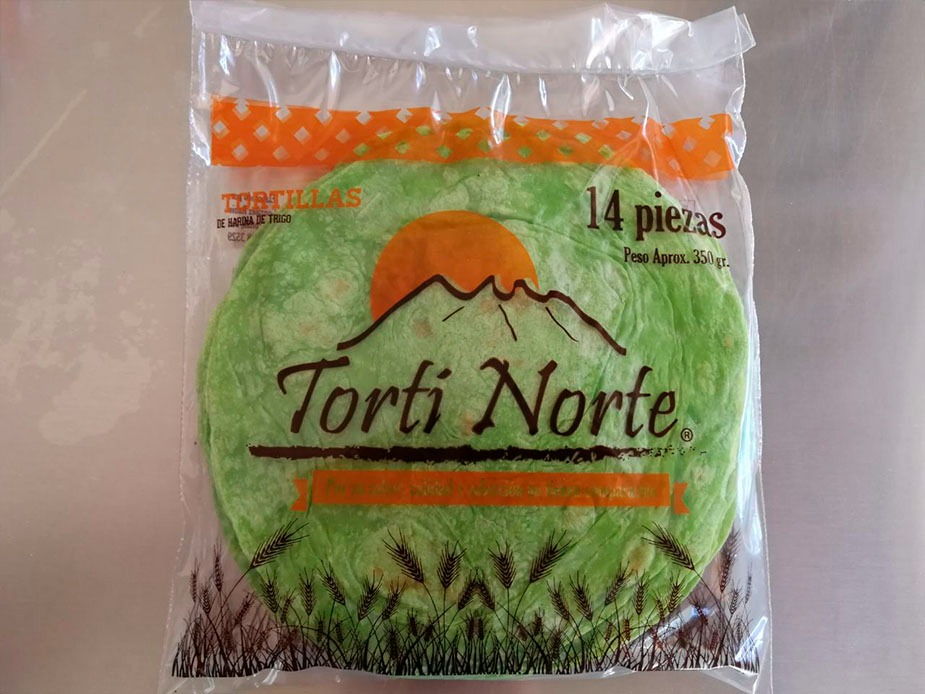 TORTILLAS
DE HARINA DE TRIGO
14 piezas
Peso Aprox. 350 gr.
Torti Norte®